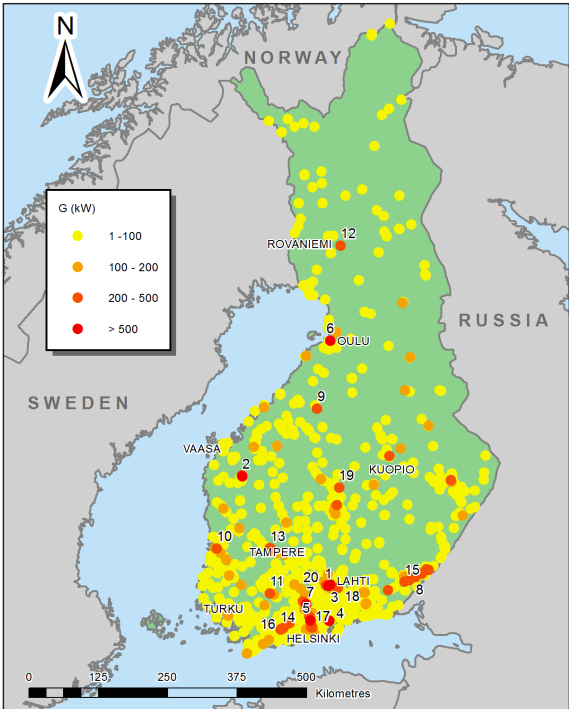 N
NORWAY
G (kW)
1 -100
100 - 200
200 - 500
> 500
12
ROVANIEMI
6
OULU
RUSSIA
SWEDEN
9
VAASA
2
KUOPIO
19
10
13
TAMPERE
15
20
1
LAHTI
11
7
3
18
8
TURKU
5
16
14
17
4
HELSINKI
0
125
250
500
Kilometres